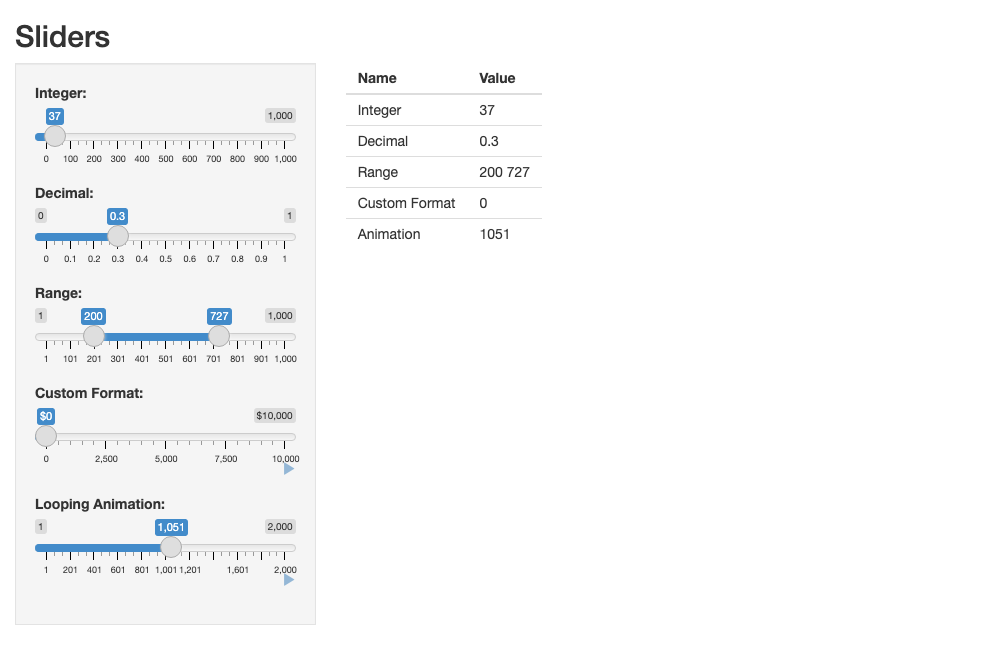 Sliders
Integer:
37 1,000
0 100 200 300 400 500 600 700 800 900 1,000
Decimal:
0 0.3 1
0 0.1 0.2 0.3 0.4 0.5 0.6 0.7 0.8 0.9 1
Range:
1 200 727 1,000
1 101 201 301 401 501 601 701 801 901 1,000
Custom Format:
$0 $10,000
0 2,500 5,000 7,500 10,000
Looping Animation:
1 1,051 2,000
1 201 401 601 801 1,001 1,201 1,601 2,000
Name Value
Integer 37
Decimal 0.3
Range 200 727
Custom Format 0
Animation 1051